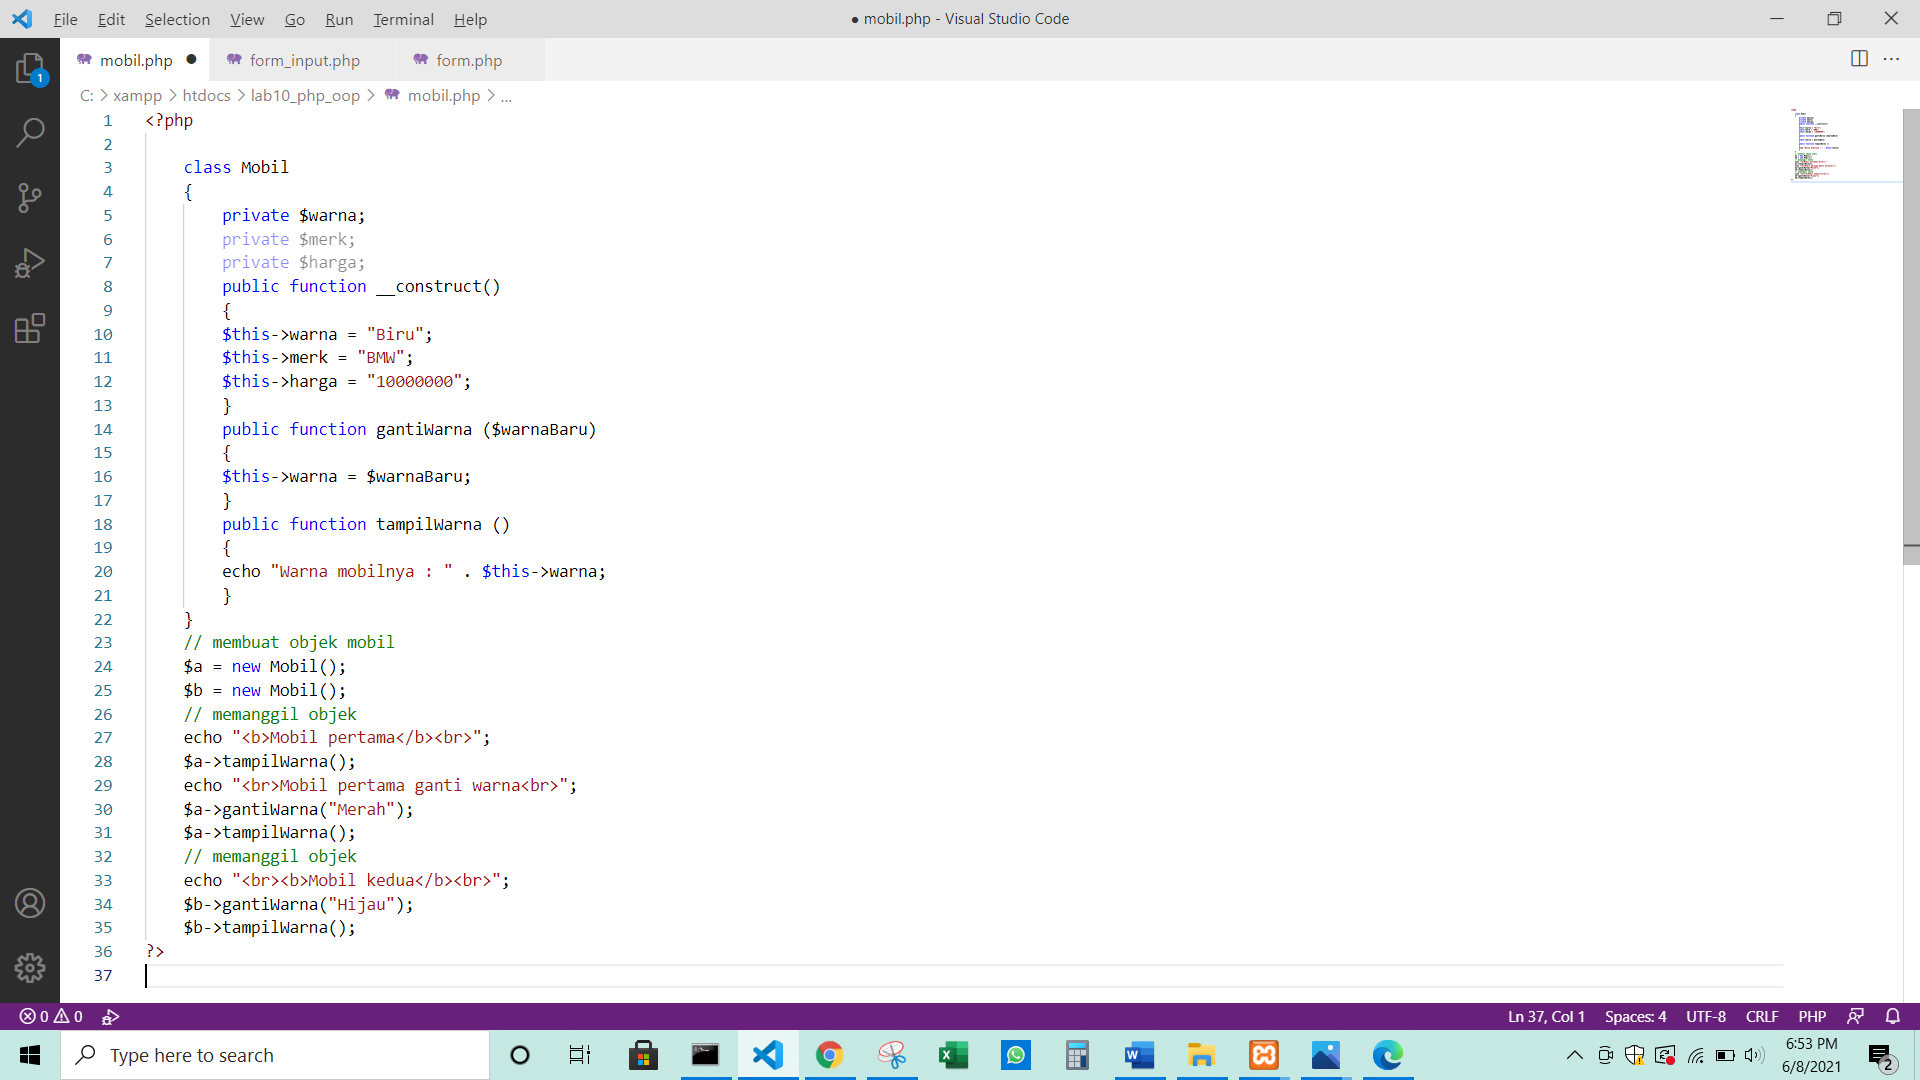 File Edit Selection View Go Run Terminal Help
● mobil.php - Visual Studio Code
mobil.php ● form_input.php form.php
C: > xampp > htdocs > lab10_php_oop > mobil.php > ...
1 <?php
2
3 class Mobil
4 {
5 private $warna;
6 private $merk;
7 private $harga;
8 public function __construct()
9 {
10 $this->warna = "Biru";
11 $this->merk = "BMW";
12 $this->harga = "10000000";
13 }
14 public function gantiWarna ($warnaBaru)
15 {
16 $this->warna = $warnaBaru;
17 }
18 public function tampilWarna ()
19 {
20 echo "Warna mobilnya : " . $this->warna;
21 }
22 }
23 // membuat objek mobil
24 $a = new Mobil();
25 $b = new Mobil();
26 // memanggil objek
27 echo "<b>Mobil pertama</b><br>";
28 $a->tampilWarna();
29 echo "<br>Mobil pertama ganti warna<br>";
30 $a->gantiWarna("Merah");
31 $a->tampilWarna();
32 // memanggil objek
33 echo "<br><b>Mobil kedua</b><br>";
34 $b->gantiWarna("Hijau");
35 $b->tampilWarna();
36 ?>
37
1
0 0
Ln 37, Col 1 Spaces: 4 UTF-8 CRLF PHP
Type here to search
6:53 PM
6/8/2021
2